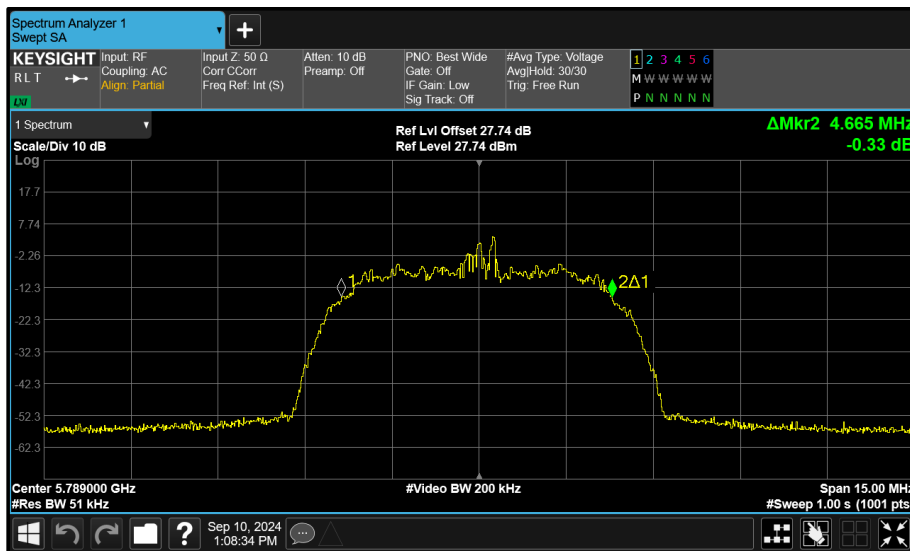 Spectrum Analyzer 1
Swept SA
KEYSIGHT
R L T
LXI
Input: RF
Coupling: AC
Align: Partial
Input Z: 50 Ω
Corr CCorr
Freq Ref: Int (S)
Atten: 10 dB
Preamp: Off
PNO: Best Wide
Gate: Off
IF Gain: Low
Sig Track: Off
#Avg Type: Voltage
Avg|Hold: 30/30
Trig: Free Run
1 2 3 4 5 6
M W W W W W
P N N N N N
1 Spectrum
Scale/Div 10 dB
Ref Lvl Offset 27.74 dB
Ref Level 27.74 dBm
ΔMkr2 4.665 MHz
-0.33 dB
Log
17.7
7.74
-2.26
-12.3
-22.3
-32.3
-42.3
-52.3
-62.3
1
2Δ1
Center 5.789000 GHz
#Res BW 51 kHz
#Video BW 200 kHz
Span 15.00 MHz
#Sweep 1.00 s (1001 pts
?
Sep 10, 2024
1:08:34 PM